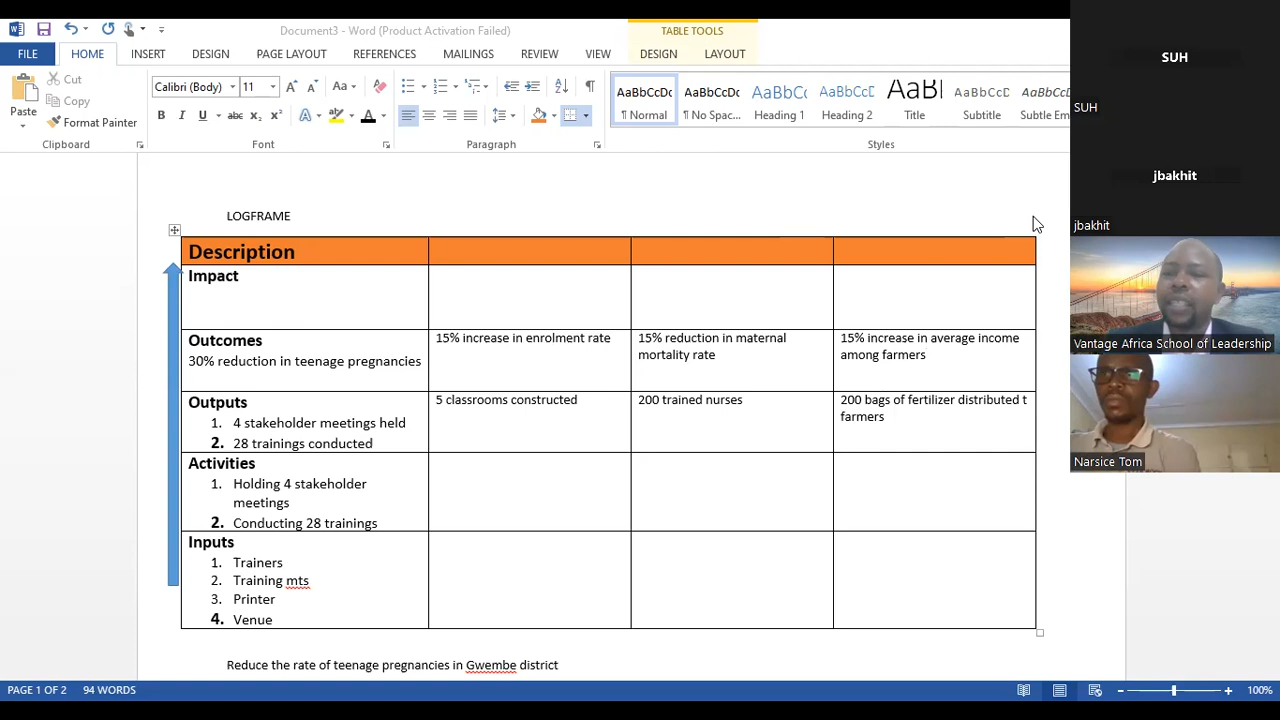 Document3 - Word (Product Activation Failed)
TABLE TOOLS
FILE HOME INSERT DESIGN PAGE LAYOUT REFERENCES MAILINGS REVIEW VIEW DESIGN LAYOUT
Paste
Cut
Copy
Format Painter
Clipboard
Calibri (Body) 11
Font
Paragraph
AaBbCcDc AaBbCcDc AaBbCc AaBbCcC AaBl AaBbCcD AaBbCcDc
¶ Normal ¶ No Spac... Heading 1 Heading 2 Title Subtitle Subtle Em
Styles
LOGFRAME
Description
Impact
Outcomes
30% reduction in teenage pregnancies
15% increase in enrolment rate
15% reduction in maternal
mortality rate
15% increase in average income
among farmers
Outputs
1. 4 stakeholder meetings held
2. 28 trainings conducted
5 classrooms constructed
200 trained nurses
200 bags of fertilizer distributed t
farmers
Activities
1. Holding 4 stakeholder
meetings
2. Conducting 28 trainings
Inputs
1. Trainers
2. Training mts
3. Printer
4. Venue
Reduce the rate of teenage pregnancies in Gwembe district
PAGE 1 OF 2 94 WORDS
100%
SUH
SUH
jbakhit
jbakhit
Vantage Africa School of Leadership
Narsice Tom